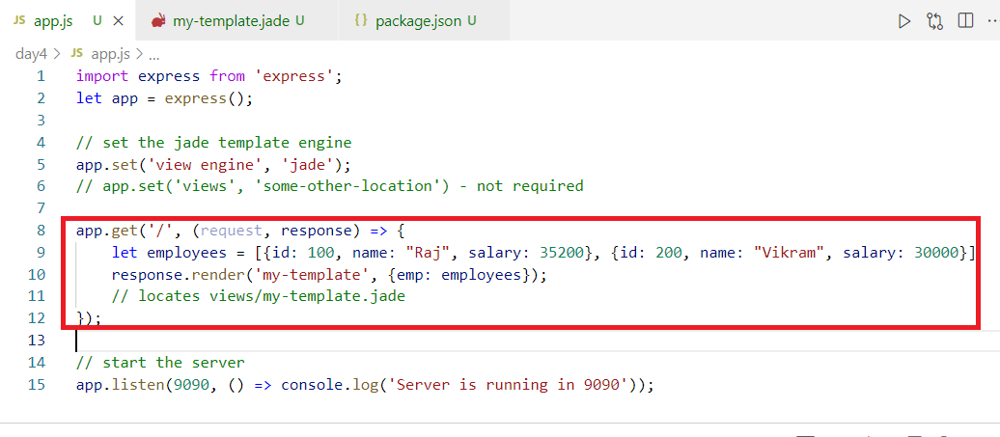 JS app.js U × my-template.jade U {} package.json U
day4 > JS app.js > ...
1 import express from 'express';
2 let app = express();
3
4 // set the jade template engine
5 app.set('view engine', 'jade');
6 // app.set('views', 'some-other-location') - not required
7
8 app.get('/', (request, response) => {
9 let employees = [{id: 100, name: "Raj", salary: 35200}, {id: 200, name: "Vikram", salary: 30000}]
10 response.render('my-template', {emp: employees});
11 // locates views/my-template.jade
12 });
13
14 // start the server
15 app.listen(9090, () => console.log('Server is running in 9090'));